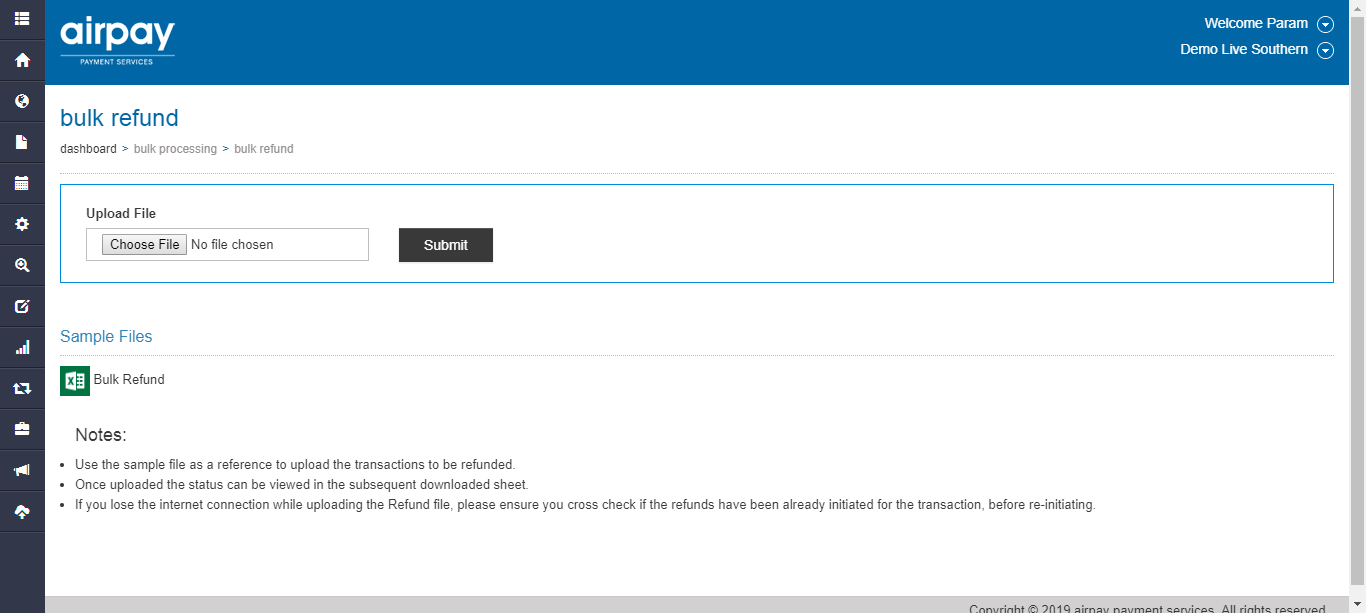 airpay
PAYMENT SERVICES
Welcome Param
Demo Live Southern
bulk refund
dashboard > bulk processing > bulk refund
Upload File
Choose File No file chosen
Submit
Sample Files
Bulk Refund
Notes:
• Use the sample file as a reference to upload the transactions to be refunded.
• Once uploaded the status can be viewed in the subsequent downloaded sheet.
• If you lose the internet connection while uploading the Refund file, please ensure you cross check if the refunds have been already initiated for the transaction, before re-initiating.
Copyright © 2019 airpay payment services. All rights reserved.